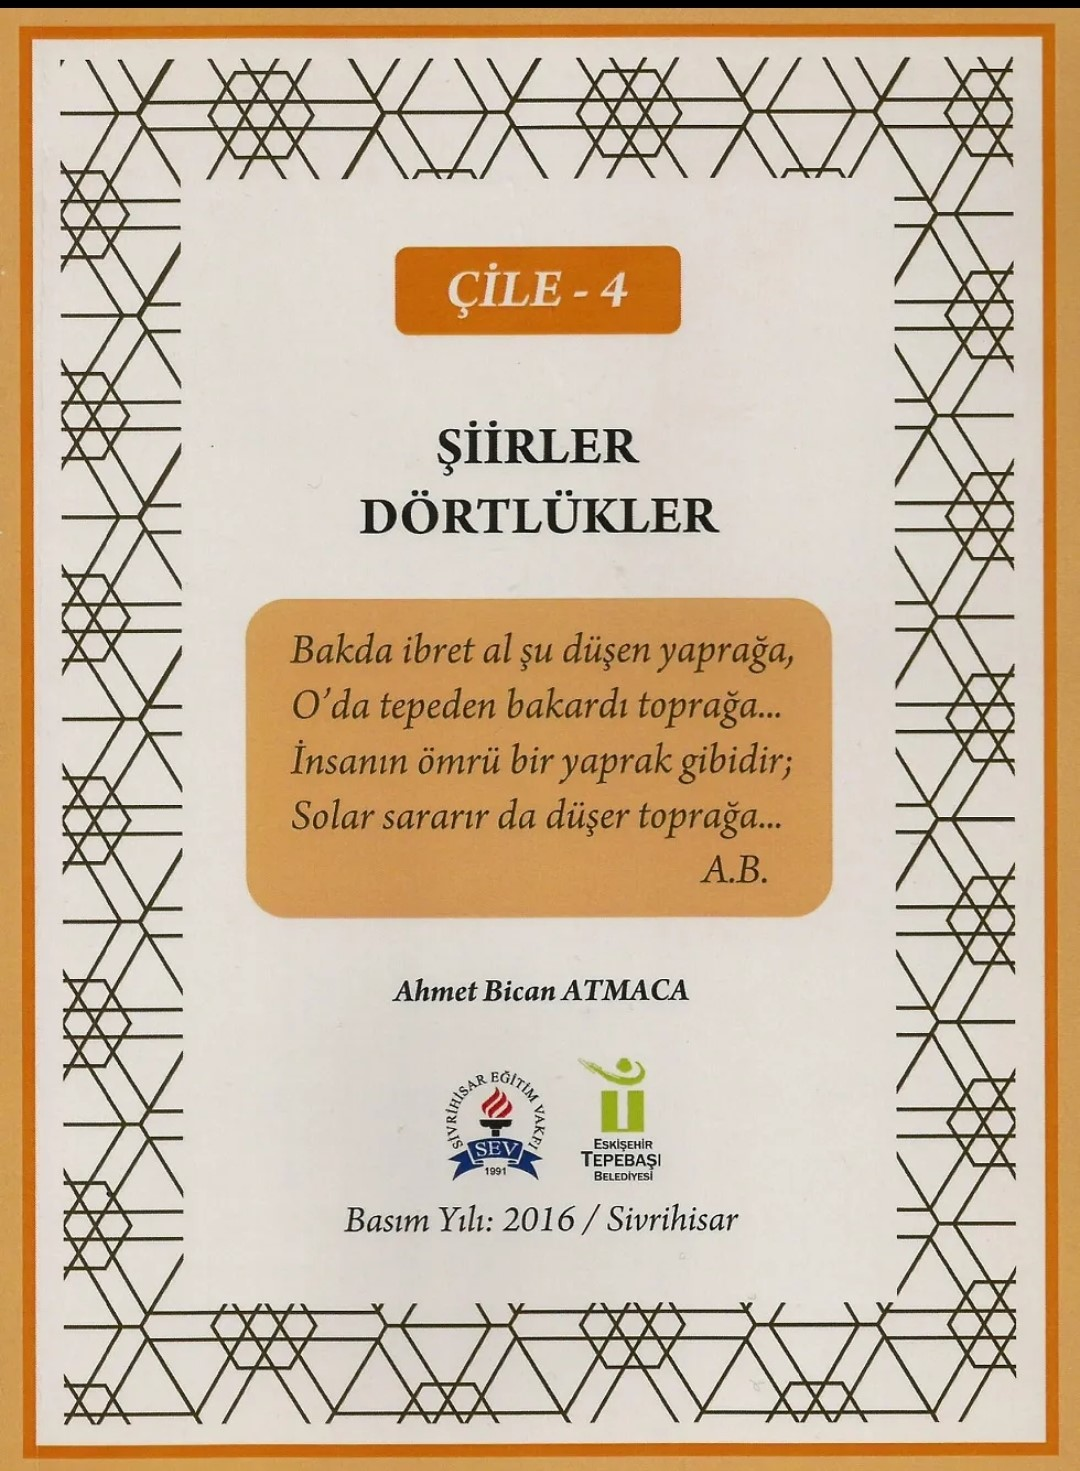 ÇİLE - 4
ŞİİRLER
DÖRTLÜKLER
Bakda ibret al şu düşen yaprağa,
O'da tepeden bakardı toprağa...
İnsanın ömrü bir yaprak gibidir;
Solar sararır da düşer toprağa...
A.B.
Ahmet Bican ATMACA
SİVRİHİSAR EĞİTİM VAKFI
SEV
1991
ESKİŞEHİR
TEPEBAŞI
BELEDİYESİ
Basım Yılı: 2016 / Sivrihisar